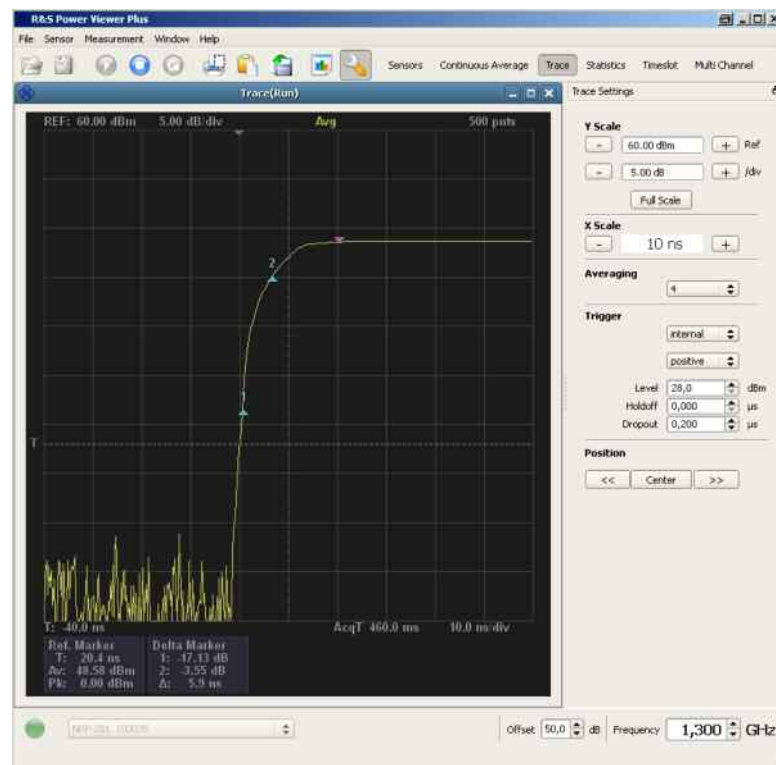 R&S Power Viewer Plus
File Sensor Measurement Window Help
Sensors Continuous Average Trace Statistics Timeslot Multi Channel
Trace(Run)
Trace Settings
REF: 60.00 dBm 5.00 dB/div Avg 500 pnts
Y Scale
- 60.00 dBm + Ref
- 5.00 dB + /div
Full Scale
X Scale
- 10 ns +
Averaging
4
Trigger
internal
positive
Level 28,0 dBm
Holdoff 0,000 µs
Dropout 0,200 µs
Position
<< Center >>
2
1
T
T: -40.0 ns AcqT 460.0 ms 10.0 ns/div
Ref. Marker
T: 20.4 ns
Av: 48.58 dBm
Pk: 0.00 dBm
Delta Marker
1: -17.13 dB
2: -3.55 dB
Δ: 5.9 ns
Offset 50,0 dB Frequency 1,300 GHz